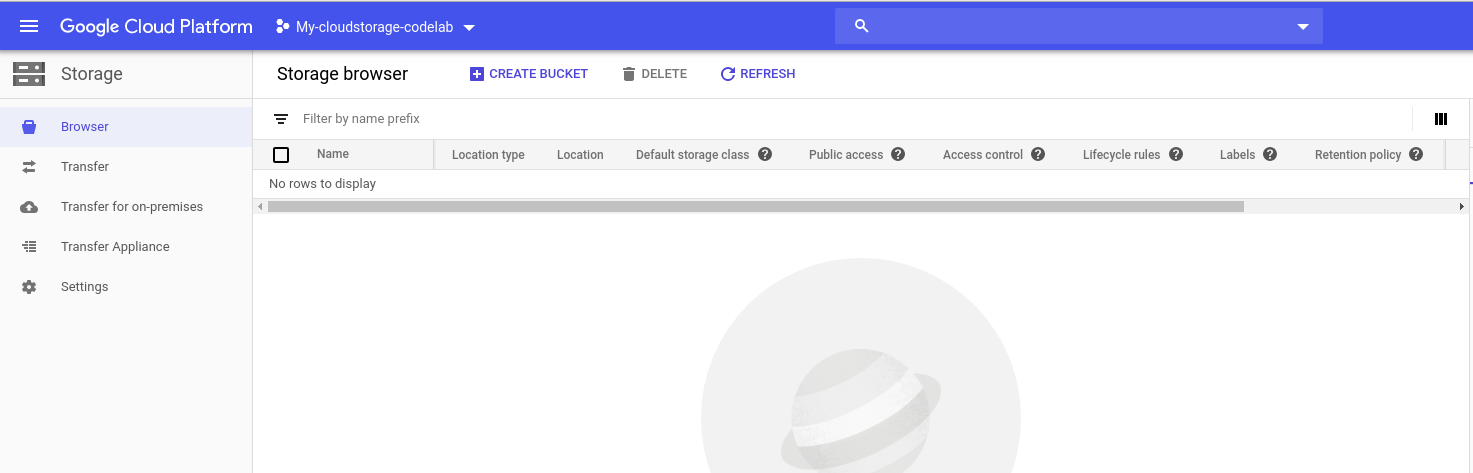 Google Cloud Platform My-cloudstorage-codelab
Storage
Storage browser CREATE BUCKET DELETE REFRESH
Browser
Transfer
Transfer for on-premises
Transfer Appliance
Settings
Filter by name prefix
Name Location type Location Default storage class Public access Access control Lifecycle rules Labels Retention policy
No rows to display